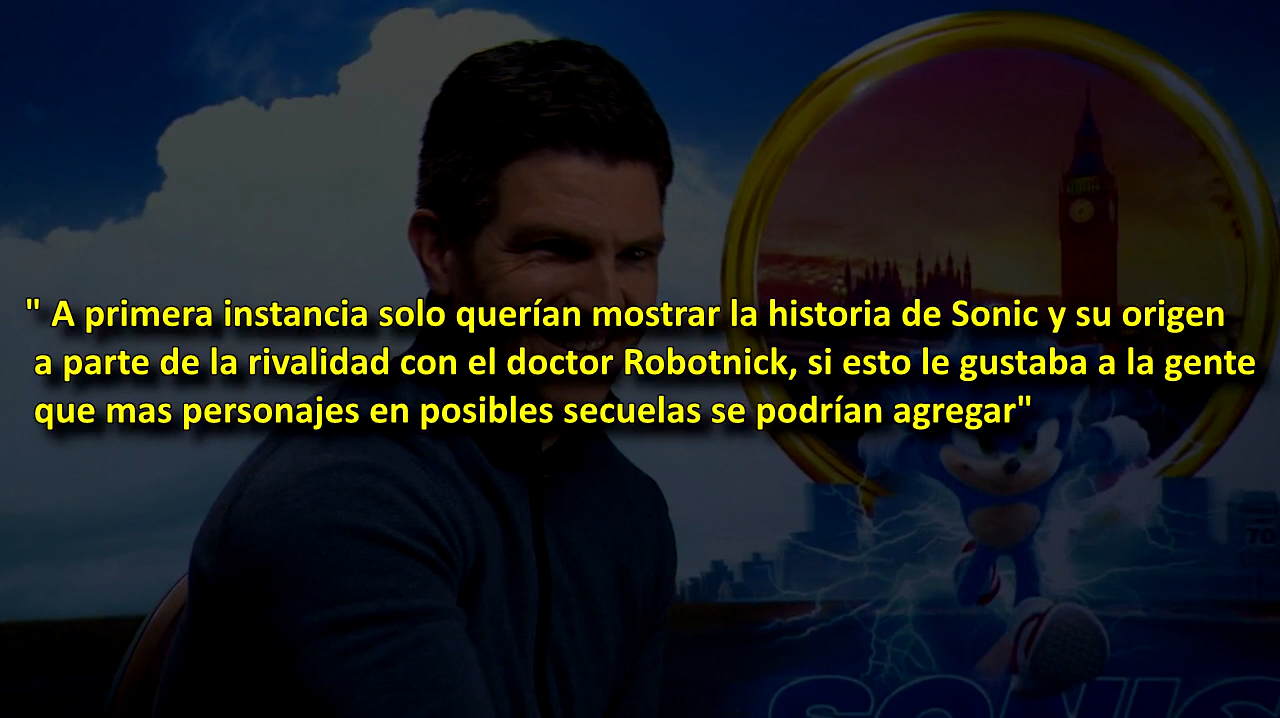 " A primera instancia solo querían mostrar la historia de Sonic y su origen
a parte de la rivalidad con el doctor Robotnick, si esto le gustaba a la gente
que mas personajes en posibles secuelas se podrían agregar"
SONIC